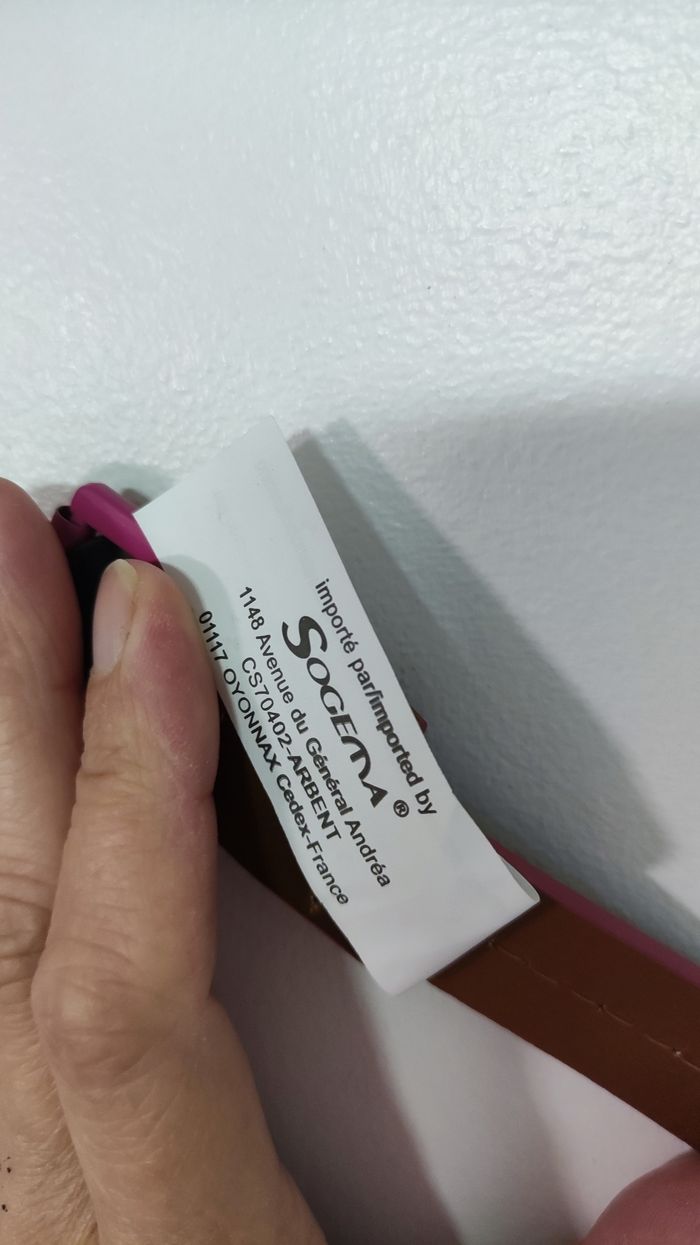 importé par/imported by
SOGEMA ®
1148 Avenue du Général Andréa
CS70402-ARBENT
01117 OYONNAX Cedex-France